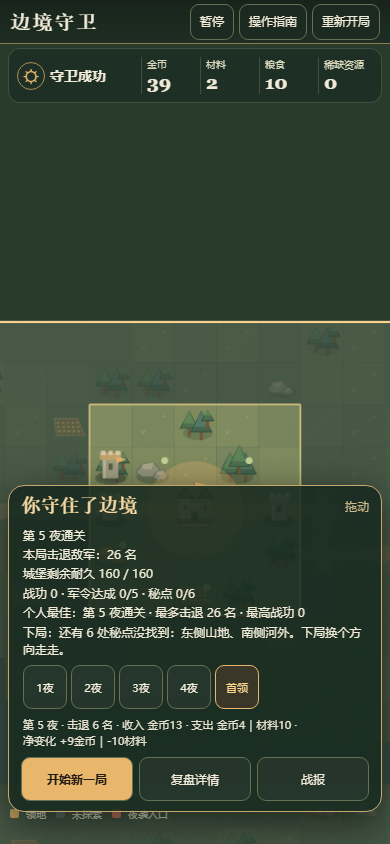 边境守卫
暂停
操作指南
重新开局
守卫成功
金币
39
材料
2
粮食
10
稀缺资源
0
你守住了边境
拖动
第 5 夜通关
本局击退敌军：26 名
城堡剩余耐久 160 / 160
战功 0 · 军令达成 0/5 · 秘点 0/6
个人最佳：第 5 夜通关 · 最多击退 26 名 · 最高战功 0
下局：还有 6 处秘点没找到：东侧山地、南侧河外。下局换个方
向走走。
1夜
2夜
3夜
4夜
首领
第 5 夜 · 击退 6 名 · 收入 金币13 · 支出 金币4 | 材料10 ·
净变化 +9金币 | -10材料
开始新一局
复盘详情
战报
领地
未探索
夜袭入口